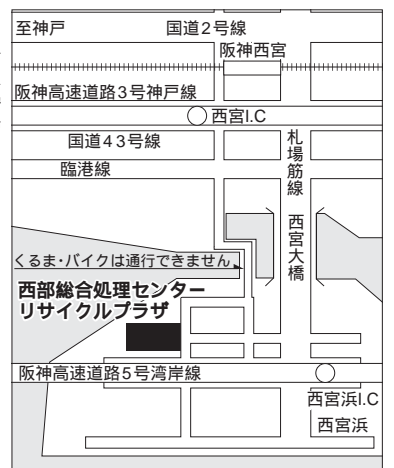 至神戸
国道2号線
阪神西宮
阪神高速道路3号神戸線
西宮I.C
国道43号線
札場筋線
臨港線
西宮大橋
くるま・バイクは通行できません
西部総合処理センター
リサイクルプラザ
阪神高速道路5号湾岸線
西宮浜I.C
西宮浜